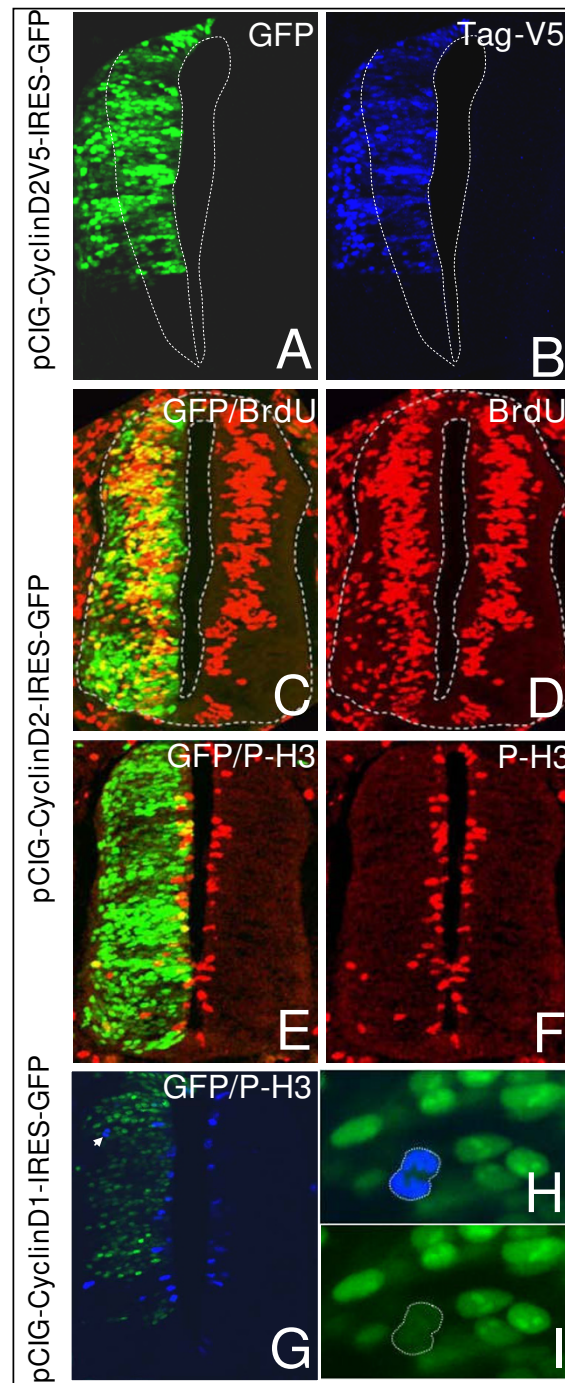 pCIG-CyclinD2V5-IRES-GFP
GFP
A
Tag-V5
B
pCIG-CyclinD2-IRES-GFP
GFP/BrdU
C
BrdU
D
GFP/P-H3
E
P-H3
F
pCIG-CyclinD1-IRES-GFP
GFP/P-H3
G
H
I